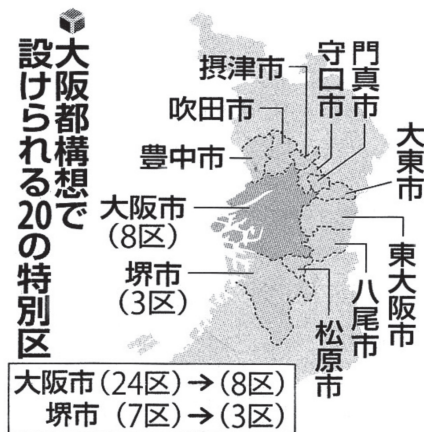 大阪都構想で
設けられる20の特別区
摂津市
吹田市
豊中市
大阪市
(8区)
堺市
(3区)
守口市
門真市
大東市
東大阪市
八尾市
松原市
大阪市(24区)→(8区)
堺市(7区)→(3区)